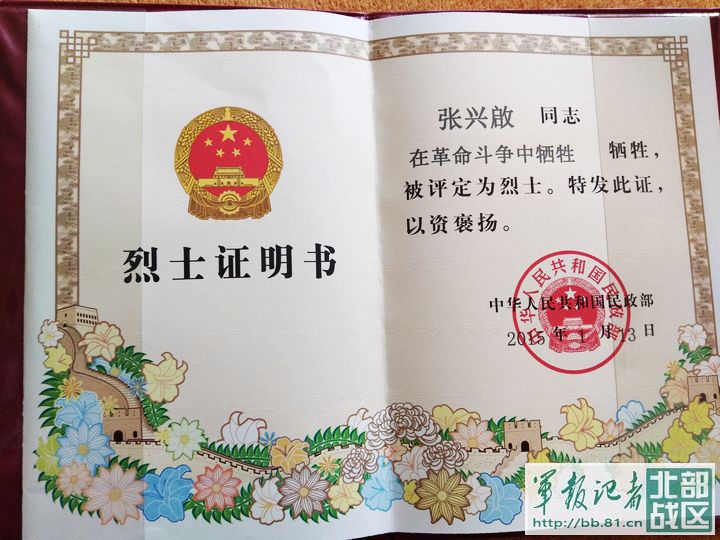 烈士证明书
张兴啟 同志
在革命斗争中牺牲 牺牲，
被评定为烈士。特发此证，
以资褒扬。
中华人民共和国民政部
2015 年 1 月 13 日
中华人民共和国民政部
军报记者
北部
战区
http://bb.81.cn